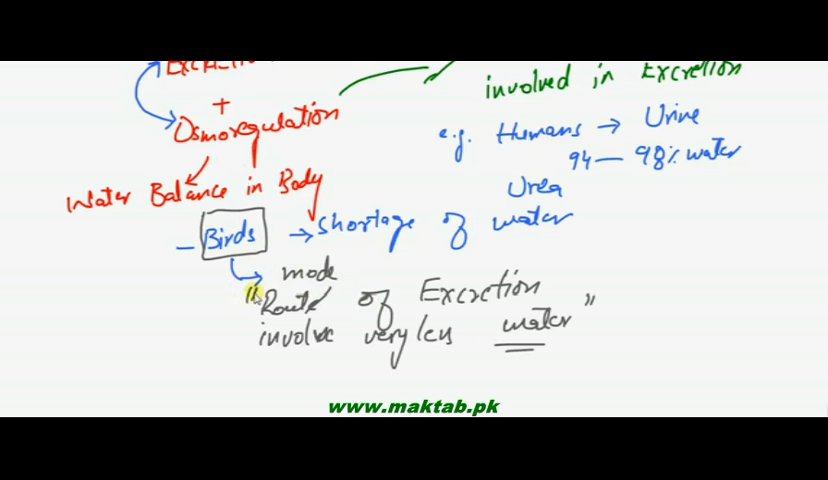 Excretion
involved in Excretion
+
Osmoregulation
e.g. Humans → Urine
94 — 98% water
Water Balance in Body
Urea
– Birds → Shortage of water
mode
"Route of Excretion
involve very less water"
www.maktab.pk